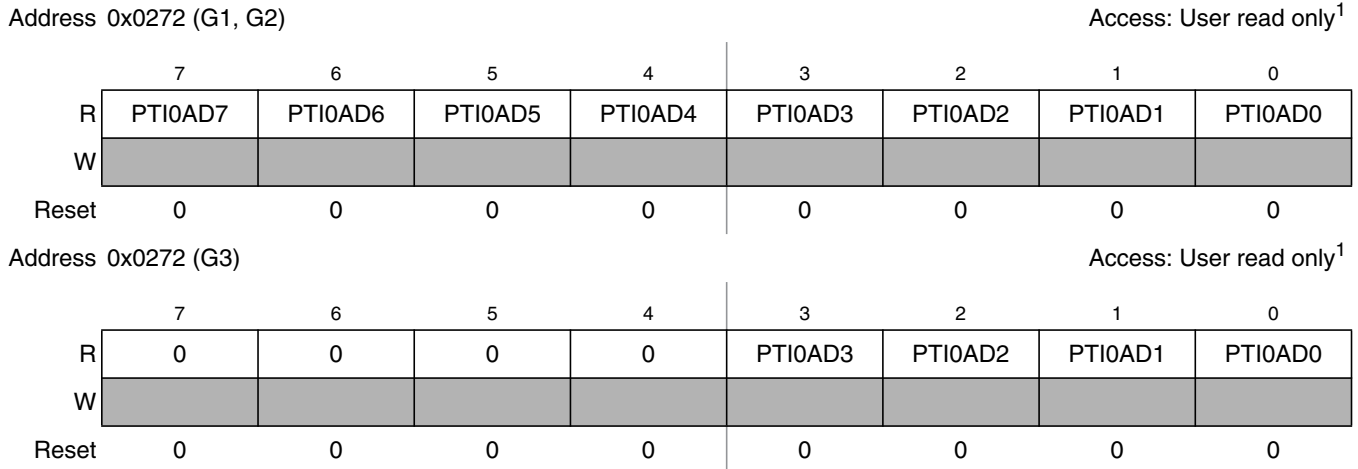 Address 0x0272 (G1, G2) Access: User read only1
7 6 5 4 3 2 1 0
R PTI0AD7 PTI0AD6 PTI0AD5 PTI0AD4 PTI0AD3 PTI0AD2 PTI0AD1 PTI0AD0
W
Reset 0 0 0 0 0 0 0 0
Address 0x0272 (G3) Access: User read only1
7 6 5 4 3 2 1 0
R 0 0 0 0 PTI0AD3 PTI0AD2 PTI0AD1 PTI0AD0
W
Reset 0 0 0 0 0 0 0 0